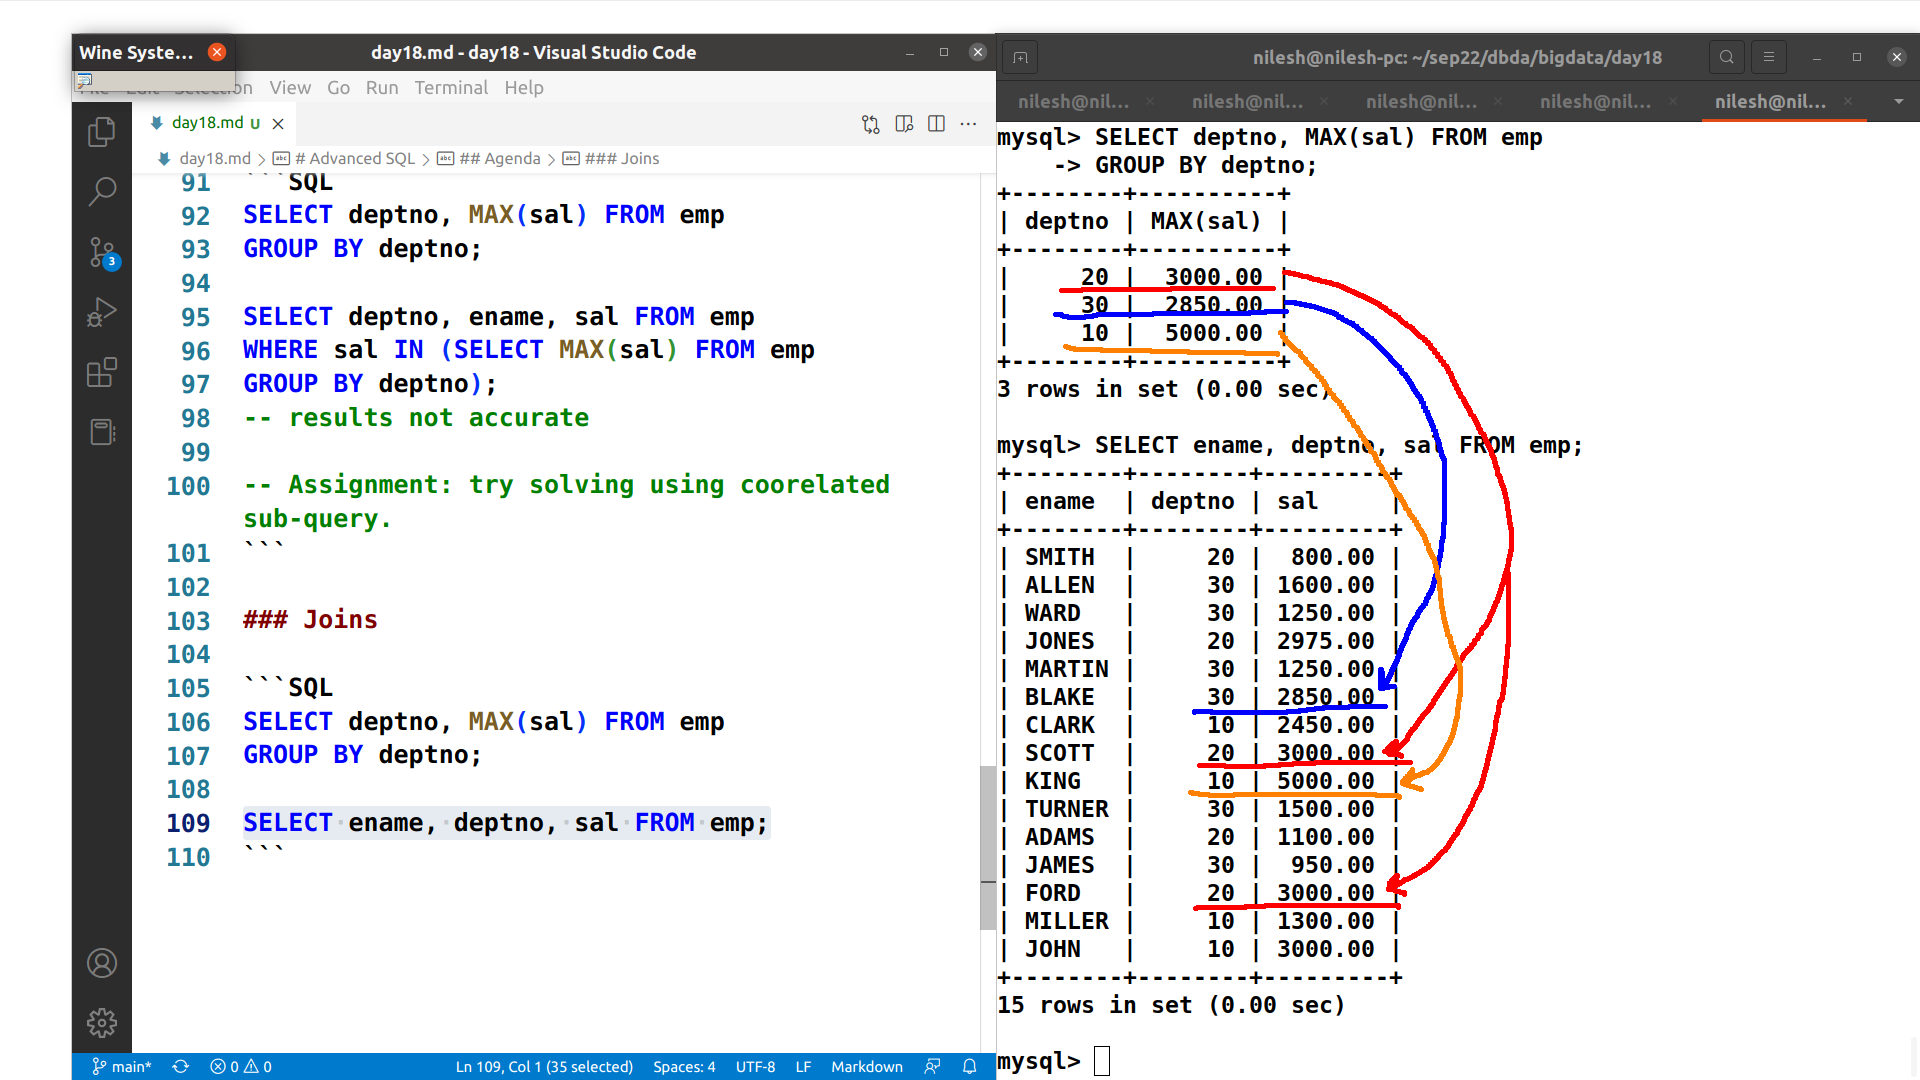 Wine Syste...
day18.md - day18 - Visual Studio Code
View Go Run Terminal Help
day18.md U
day18.md > # Advanced SQL > ## Agenda > ### Joins
91 ```SQL
92 SELECT deptno, MAX(sal) FROM emp
93 GROUP BY deptno;
94
95 SELECT deptno, ename, sal FROM emp
96 WHERE sal IN (SELECT MAX(sal) FROM emp
97 GROUP BY deptno);
98 -- results not accurate
99
100 -- Assignment: try solving using coorelated
sub-query.
101 ```
102
103 ### Joins
104
105 ```SQL
106 SELECT deptno, MAX(sal) FROM emp
107 GROUP BY deptno;
108
109 SELECT ename, deptno, sal FROM emp;
110 ```
3
main* 0 0 Ln 109, Col 1 (35 selected) Spaces: 4 UTF-8 LF Markdown
nilesh@nilesh-pc: ~/sep22/dbda/bigdata/day18
nilesh@nil... nilesh@nil... nilesh@nil... nilesh@nil... nilesh@nil...
mysql> SELECT deptno, MAX(sal) FROM emp
    -> GROUP BY deptno;
+--------+----------+
| deptno | MAX(sal) |
+--------+----------+
|     20 |  3000.00 |
|     30 |  2850.00 |
|     10 |  5000.00 |
+--------+----------+
3 rows in set (0.00 sec)
mysql> SELECT ename, deptno, sal FROM emp;
+--------+--------+---------+
| ename  | deptno | sal     |
+--------+--------+---------+
| SMITH  |     20 |  800.00 |
| ALLEN  |     30 | 1600.00 |
| WARD   |     30 | 1250.00 |
| JONES  |     20 | 2975.00 |
| MARTIN |     30 | 1250.00 |
| BLAKE  |     30 | 2850.00 |
| CLARK  |     10 | 2450.00 |
| SCOTT  |     20 | 3000.00 |
| KING   |     10 | 5000.00 |
| TURNER |     30 | 1500.00 |
| ADAMS  |     20 | 1100.00 |
| JAMES  |     30 |  950.00 |
| FORD   |     20 | 3000.00 |
| MILLER |     10 | 1300.00 |
| JOHN   |     10 | 3000.00 |
+--------+--------+---------+
15 rows in set (0.00 sec)
mysql>